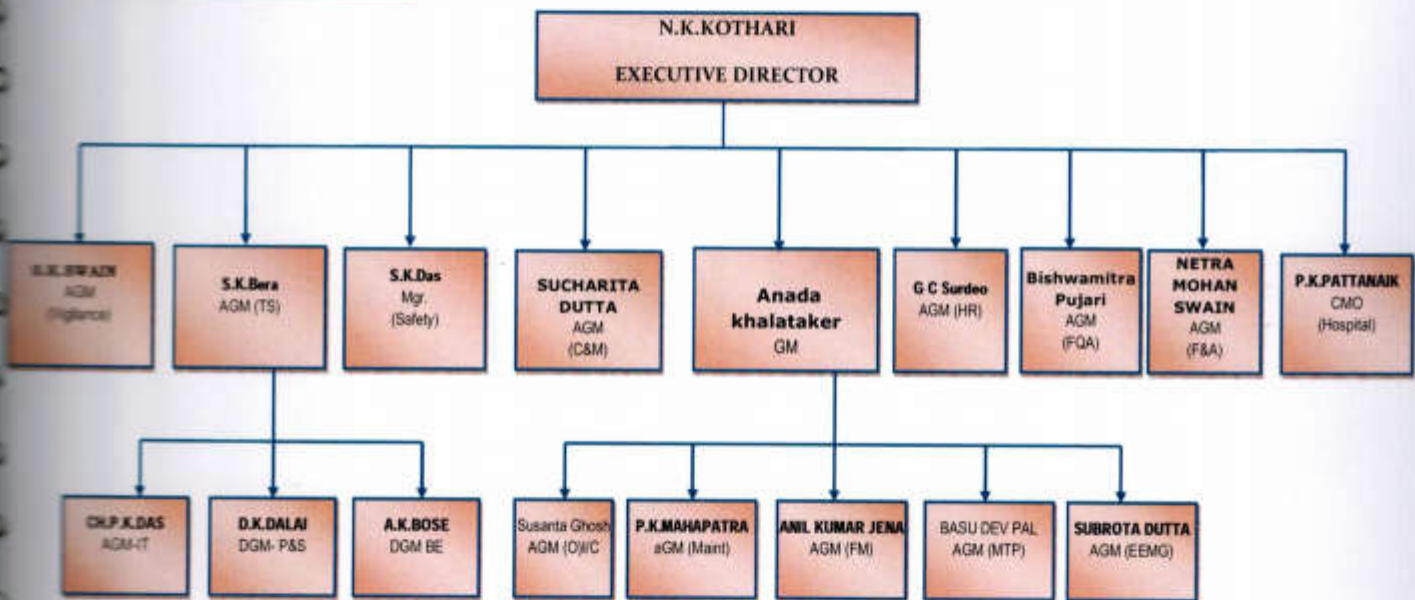 N.K.KOTHARI
EXECUTIVE DIRECTOR
SWAIN
AGM
(Vigilance)
S.K.Bera
AGM (TS)
S.K.Das
Mgr.
(Safety)
SUCHARITA
DUTTA
AGM
(C&M)
Anada
khalataker
GM
G C Surdeo
AGM (HR)
Bishwamitra
Pujari
AGM
(FQA)
NETRA
MOHAN
SWAIN
AGM
(F&A)
P.K.PATTANAIK
CMO
(Hospital)
CH.P.K.DAS
AGM-IT
D.K.DALAI
DGM- P&S
A.K.BOSE
DGM BE
Susanta Ghosh
AGM (O)I/C
P.K.MAHAPATRA
aGM (Maint)
ANIL KUMAR JENA
AGM (FM)
BASU DEV PAL
AGM (MTP)
SUBROTA DUTTA
AGM (EEMG)